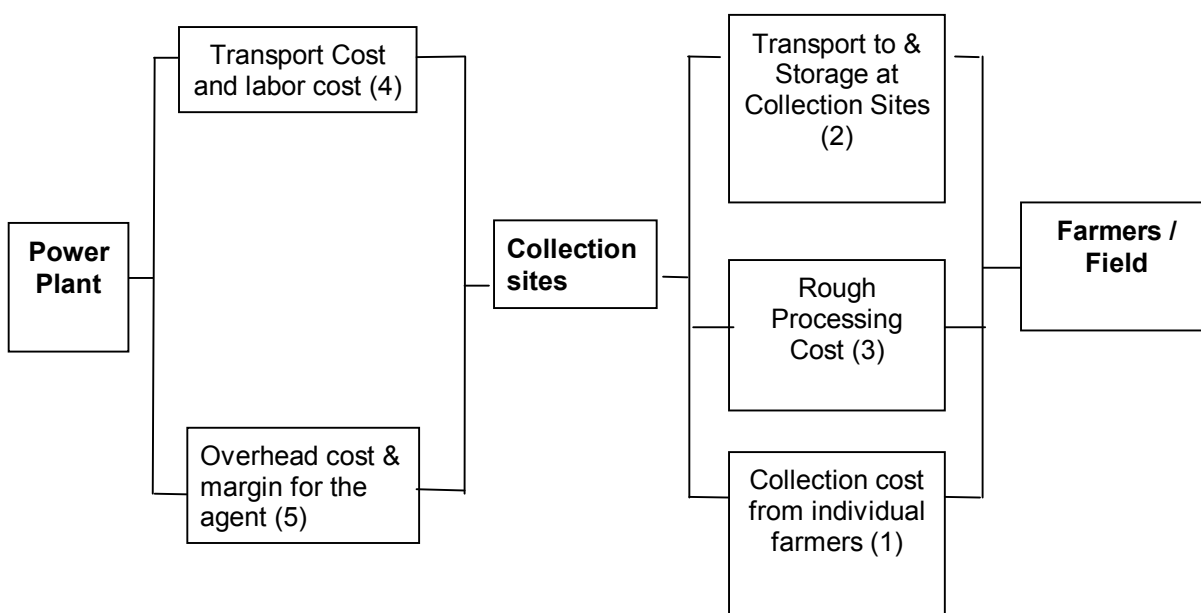 Transport Cost
and labor cost (4)
Transport to &
Storage at
Collection Sites
(2)
Power
Plant
Collection
sites
Farmers /
Field
Rough
Processing
Cost (3)
Overhead cost &
margin for the
agent (5)
Collection cost
from individual
farmers (1)